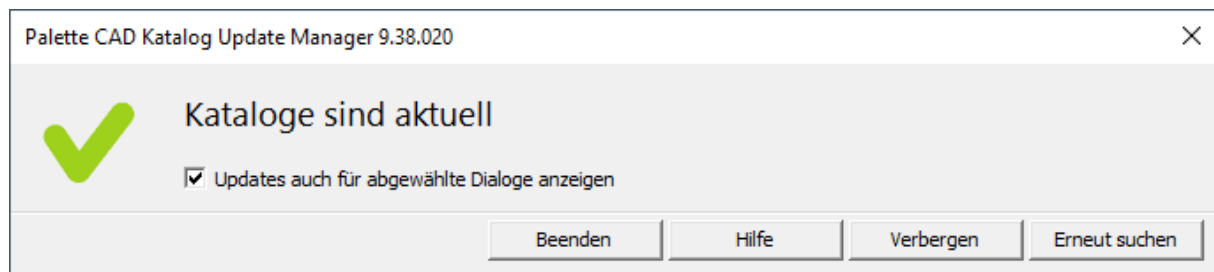 Palette CAD Katalog Update Manager 9.38.020
Kataloge sind aktuell
Updates auch für abgewählte Dialoge anzeigen
Beenden Hilfe Verbergen Erneut suchen